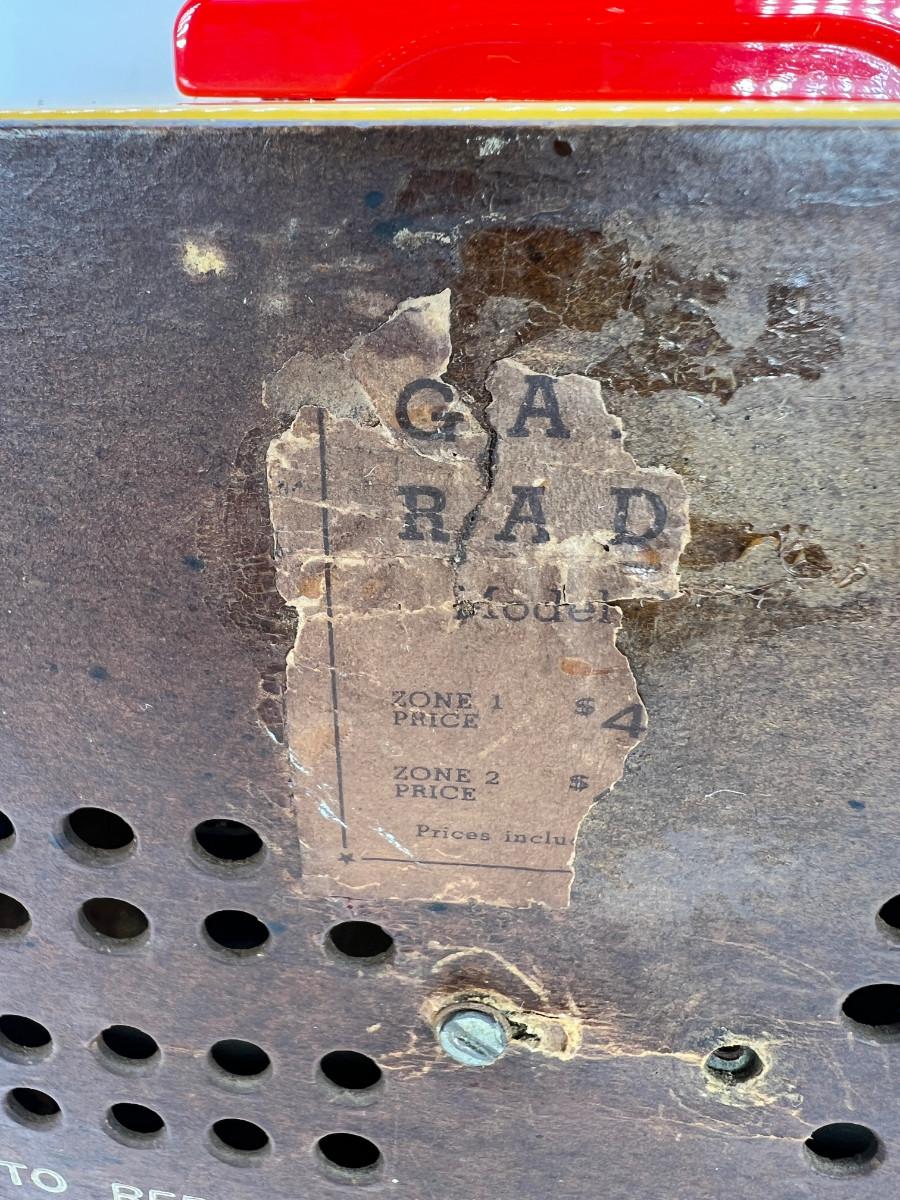 GA
RAD
Model
ZONE 1
PRICE $4
ZONE 2
PRICE $
Prices inclu
TO